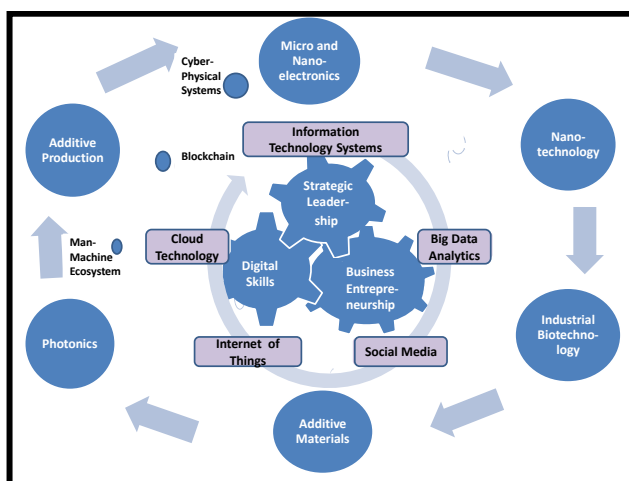 Cyber-
Physical
Systems
Micro and
Nano-
electronics
Additive
Production
Blockchain
Information
Technology Systems
Nano-
technology
Strategic
Leader-
ship
Man-
Machine
Ecosystem
Cloud
Technology
Digital
Skills
Business
Entrepre-
neurship
Big Data
Analytics
Photonics
Internet of
Things
Social Media
Industrial
Biotechno-
logy
Additive
Materials